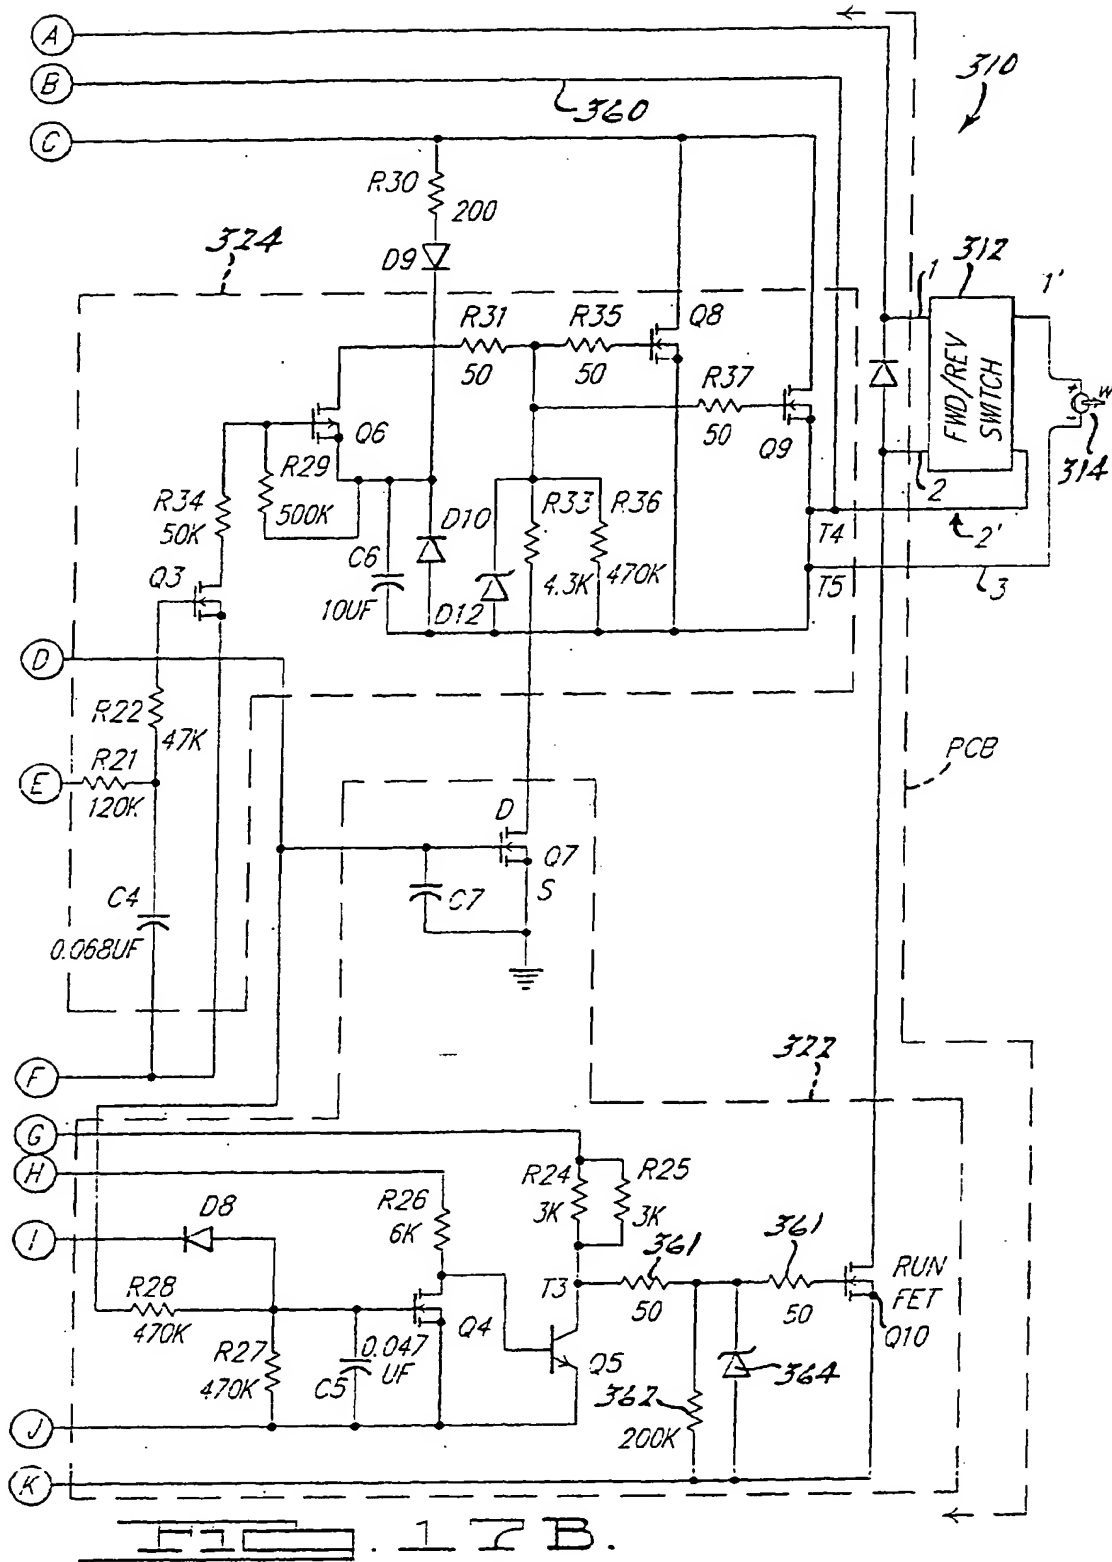 A
B
360
310
C
R30
200
324
D9
312
1
1'
R31
50
R35
50
Q8
R37
50
Q9
FWD/REV
SWITCH
+
-
W
314
Q6
R29
500K
R34
50K
2
2'
T4
T5
3
D10
R33
4.3K
R36
470K
C6
10UF
D12
Q3
D
R22
47K
R21
120K
E
PCB
D
Q7
S
C7
C4
0.068UF
322
F
G
H
R24
3K
R25
3K
R26
6K
D8
I
361
361
T3
50
50
RUN
FET
Q10
R28
470K
Q4
R27
470K
0.047
UF
C5
Q5
364
362
200K
J
K
FIG. 17B.